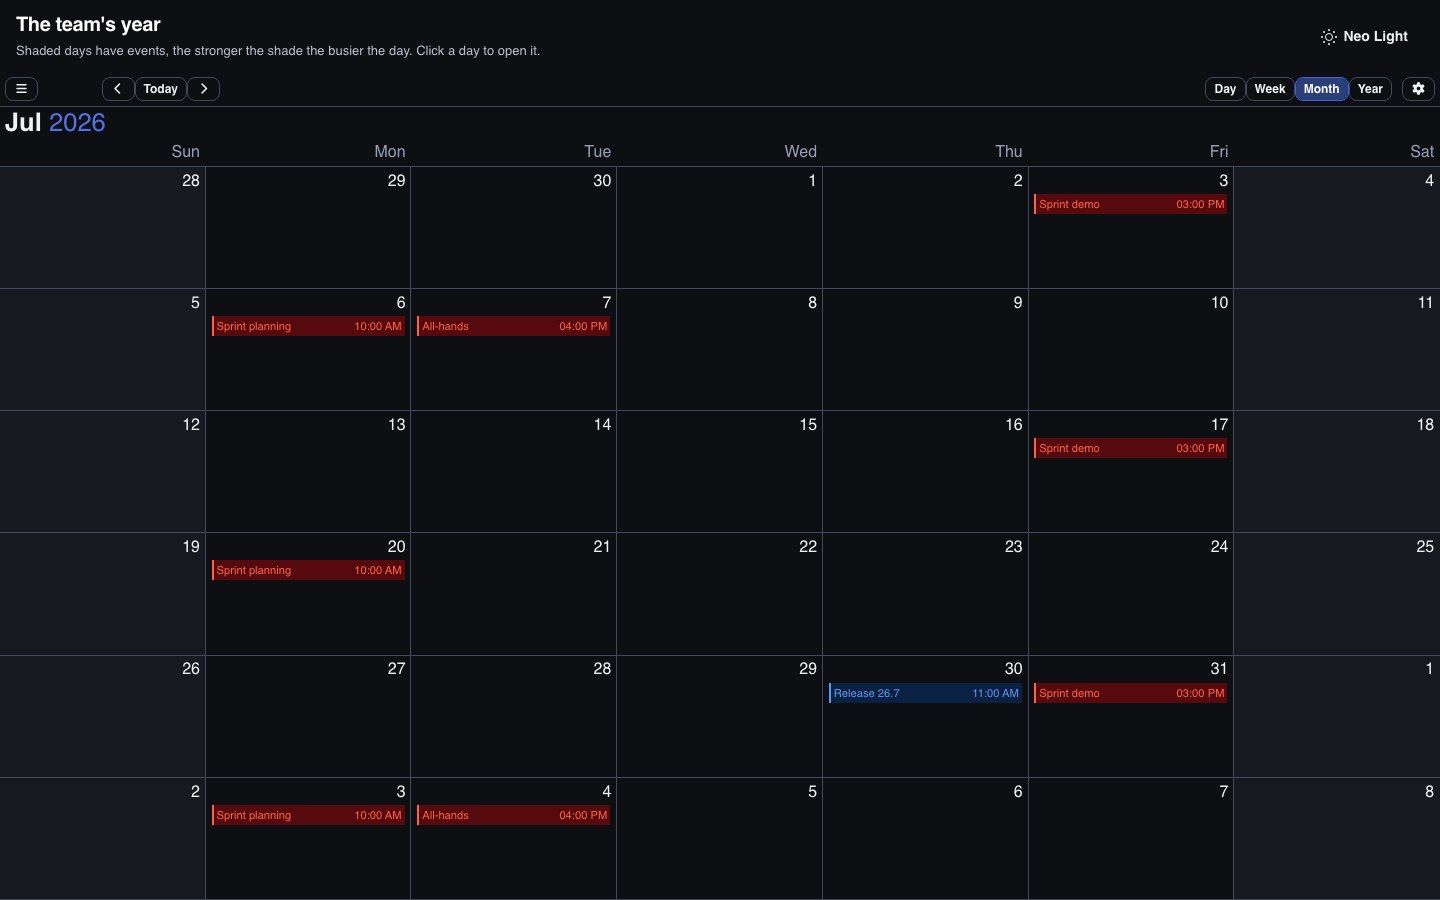 The team's year
Shaded days have events, the stronger the shade the busier the day. Click a day to open it.
Neo Light
Today
Day Week Month Year
Jul 2026
Sun Mon Tue Wed Thu Fri Sat
28 29 30 1 2 3 4
Sprint demo 03:00 PM
5 6 7 8 9 10 11
Sprint planning 10:00 AM All-hands 04:00 PM
12 13 14 15 16 17 18
Sprint demo 03:00 PM
19 20 21 22 23 24 25
Sprint planning 10:00 AM
26 27 28 29 30 31 1
Release 26.7 11:00 AM Sprint demo 03:00 PM
2 3 4 5 6 7 8
Sprint planning 10:00 AM All-hands 04:00 PM